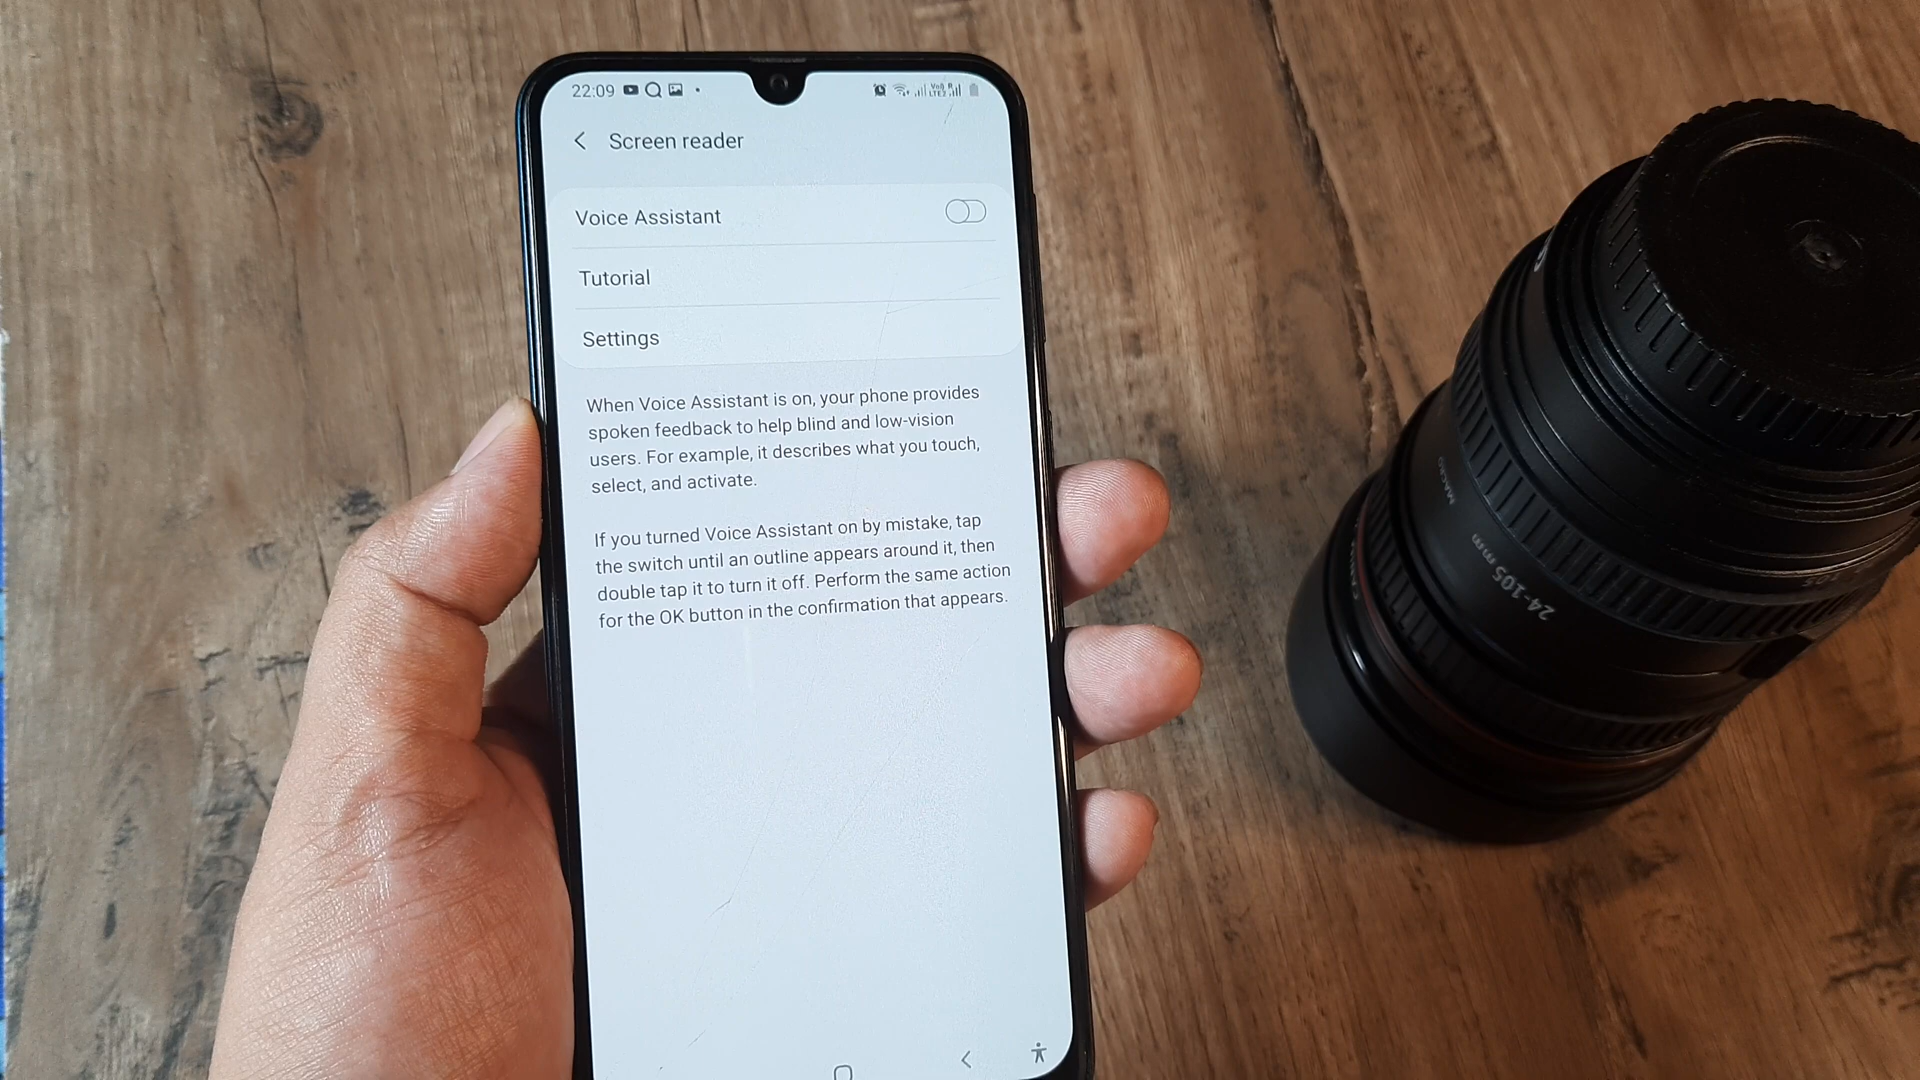 22:09
Screen reader
Voice Assistant
Tutorial
Settings
When Voice Assistant is on, your phone provides
spoken feedback to help blind and low-vision
users. For example, it describes what you touch,
select, and activate.
If you turned Voice Assistant on by mistake, tap
the switch until an outline appears around it, then
double tap it to turn it off. Perform the same action
for the OK button in the confirmation that appears.
MACRO
24-105mm